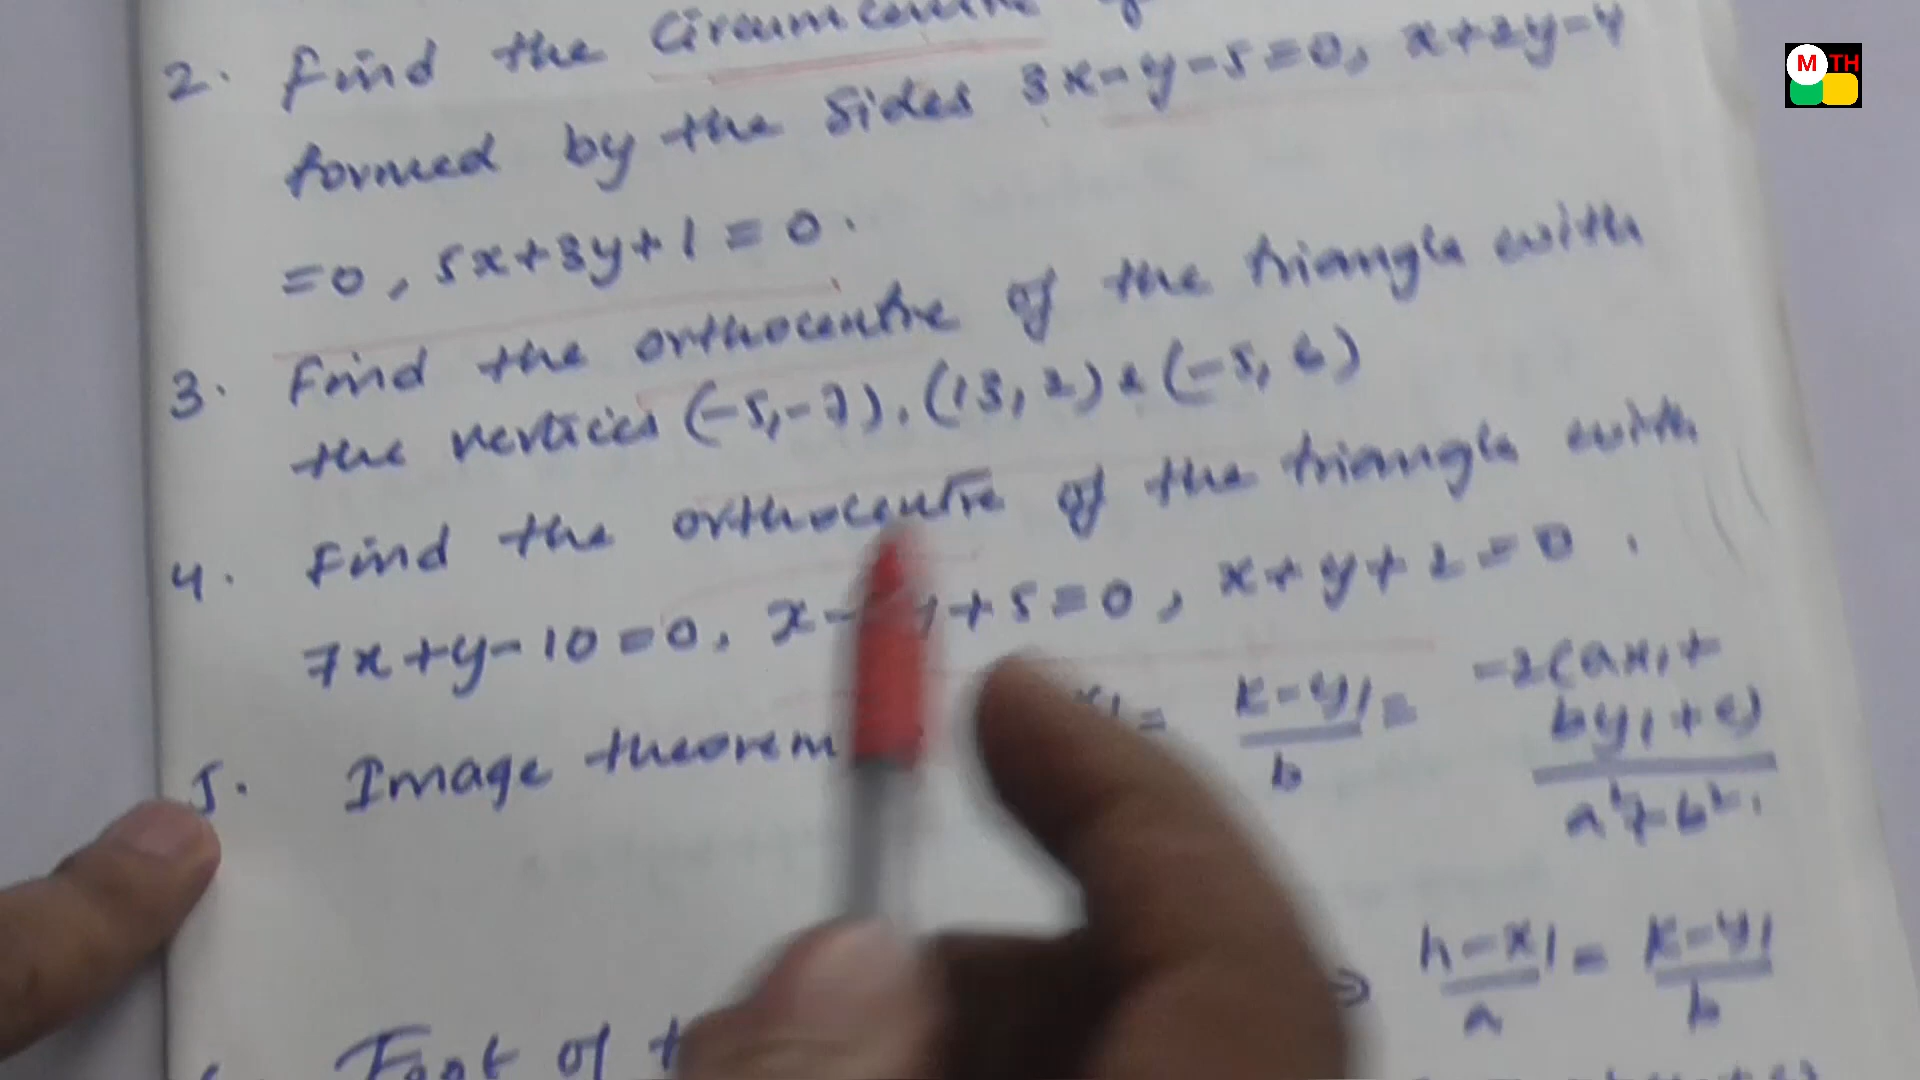 2. Find the Circumcentre of
formed by the sides 3x-y-5=0, x+2y-4
=0, 5x+3y+1=0.
3. Find the orthocentre of the triangle with
the vertices (-5,-7), (13, 2) & (-5, 6)
4. Find the orthocentre of the triangle with
7x+y-10=0, x- y+5=0, x+y+2=0.
5. Image theorem x1 = k-y1/b = -2(ax1+by1+c)/a²+b².
⇒ h-x1/a = k-y1/b
Foot of t
M TH